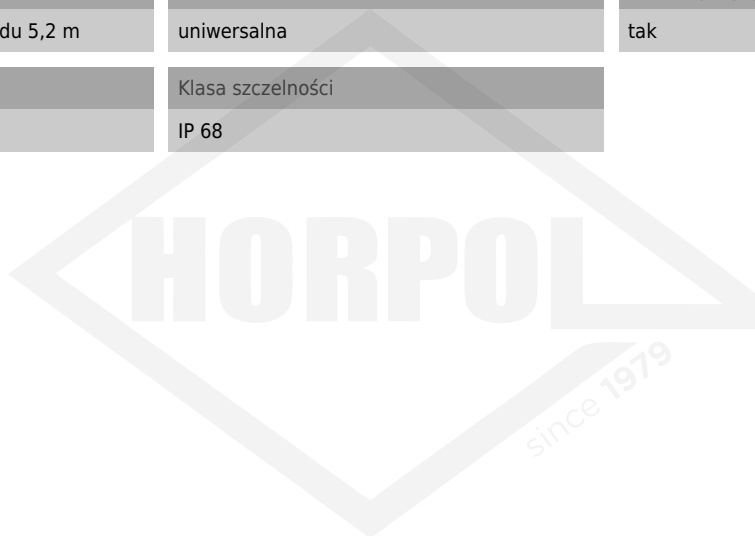 du 5,2 m
uniwersalna
tak
Klasa szczelności
IP 68
HORPOL
since 1979